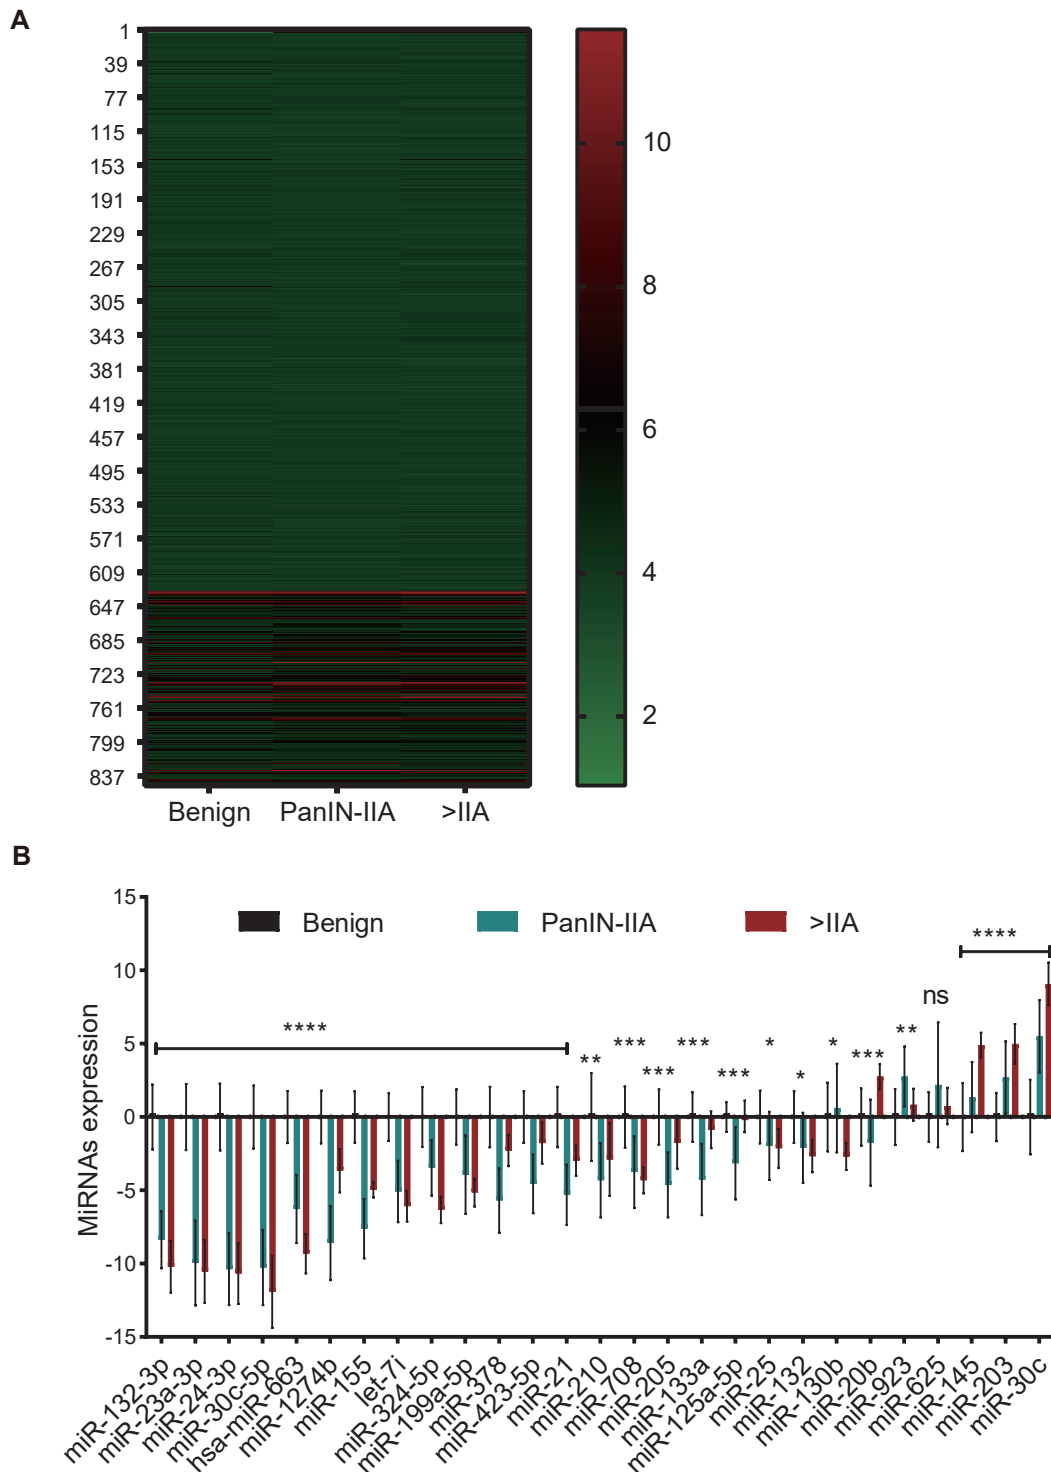 A
1
39
77
115
153
191
229
267
305
343
381
419
457
495
533
571
609
647
685
723
761
799
837
10
8
6
4
2
Benign PanIN-IIA >IIA
B
MiRNAs expression
15
10
5
0
-5
-10
-15
Benign PanIN-IIA >IIA
****
**
***
***
***
***
*
*
*
***
**
ns
****
miR-132-3p
miR-23a-3p
miR-24-3p
miR-30c-5p
hsa-miR-663
miR-1274b
miR-155
let-7i
miR-324-5p
miR-199a-5p
miR-378
miR-423-5p
miR-21
miR-210
miR-708
miR-205
miR-133a
miR-125a-5p
miR-25
miR-132
miR-130b
miR-20b
miR-923
miR-625
miR-145
miR-203
miR-30c